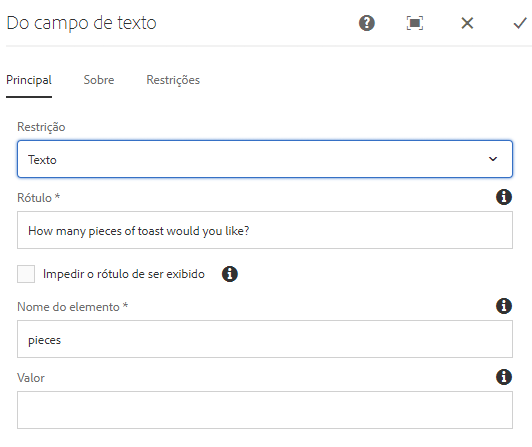 Do campo de texto
Principal Sobre Restrições
Restrição
Texto
Rótulo *
How many pieces of toast would you like?
Impedir o rótulo de ser exibido
Nome do elemento *
pieces
Valor